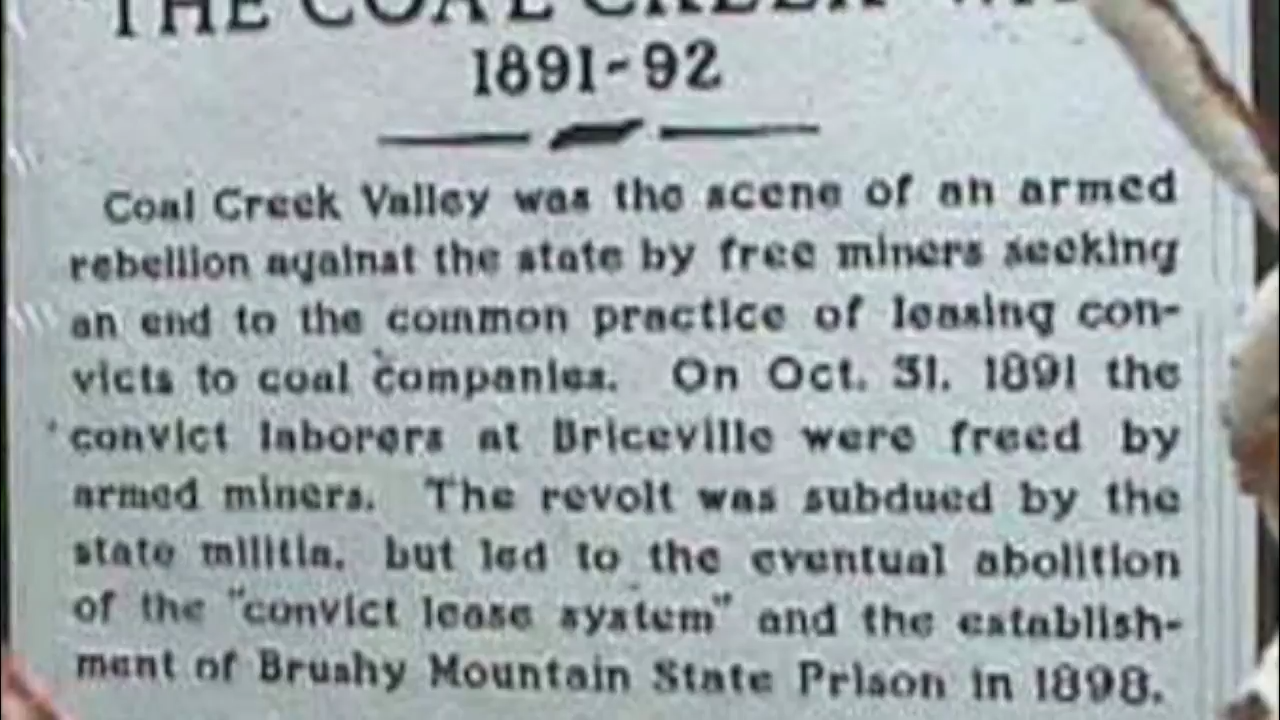 "THE COAL CREEK
1891-92
Coal Creek Valley was the scene of an armed
rebellion against the state by free miners seeking
an end to the common practice of leasing con-
victs to coal companies. On Oct. 31, 1891 the
convict laborers at Briceville were freed by
armed miners. The revolt was subdued by the
state militia, but led to the eventual abolition
of the "convict lease system" and the establish-
ment of Brushy Mountain State Prison in 1898.